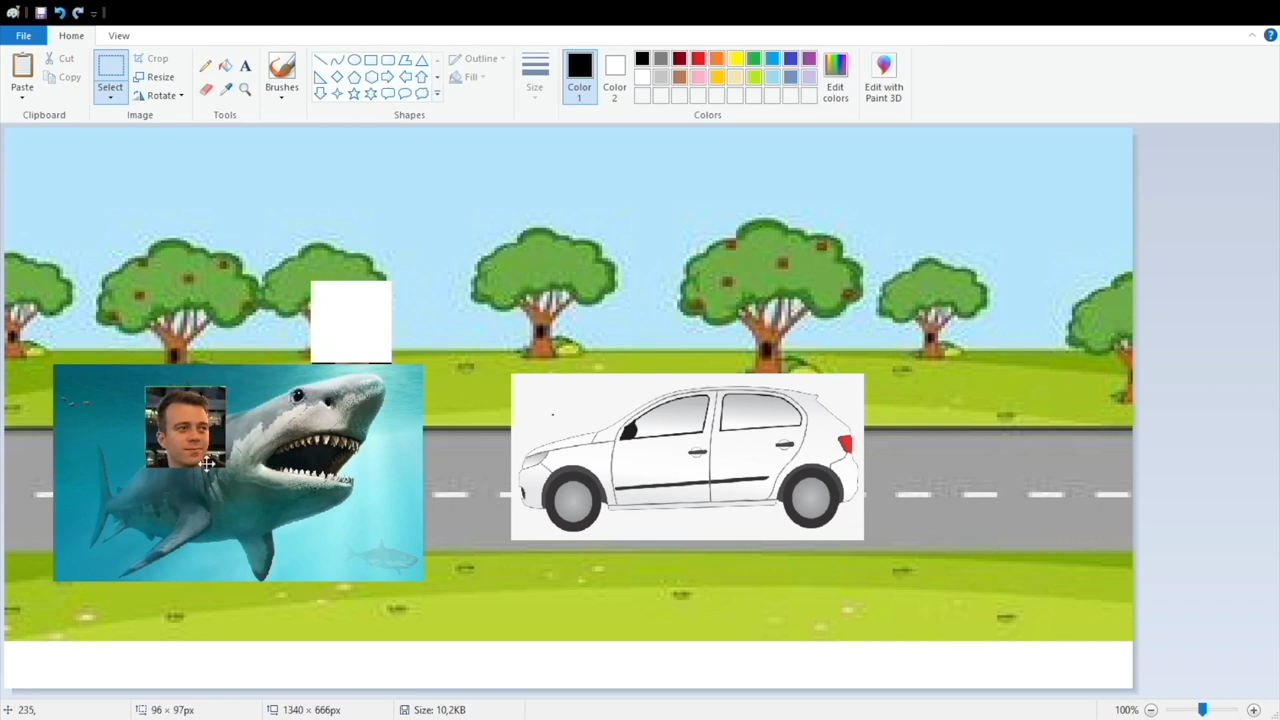 File
Home
View
Paste
Cut
Copy
Clipboard
Select
Crop
Resize
Rotate
Image
Tools
Brushes
Outline
Fill
Shapes
Size
Color
1
Color
2
Edit
colors
Colors
Edit with
Paint 3D
235,
96 × 97px
1340 × 666px
Size: 10,2KB
100%